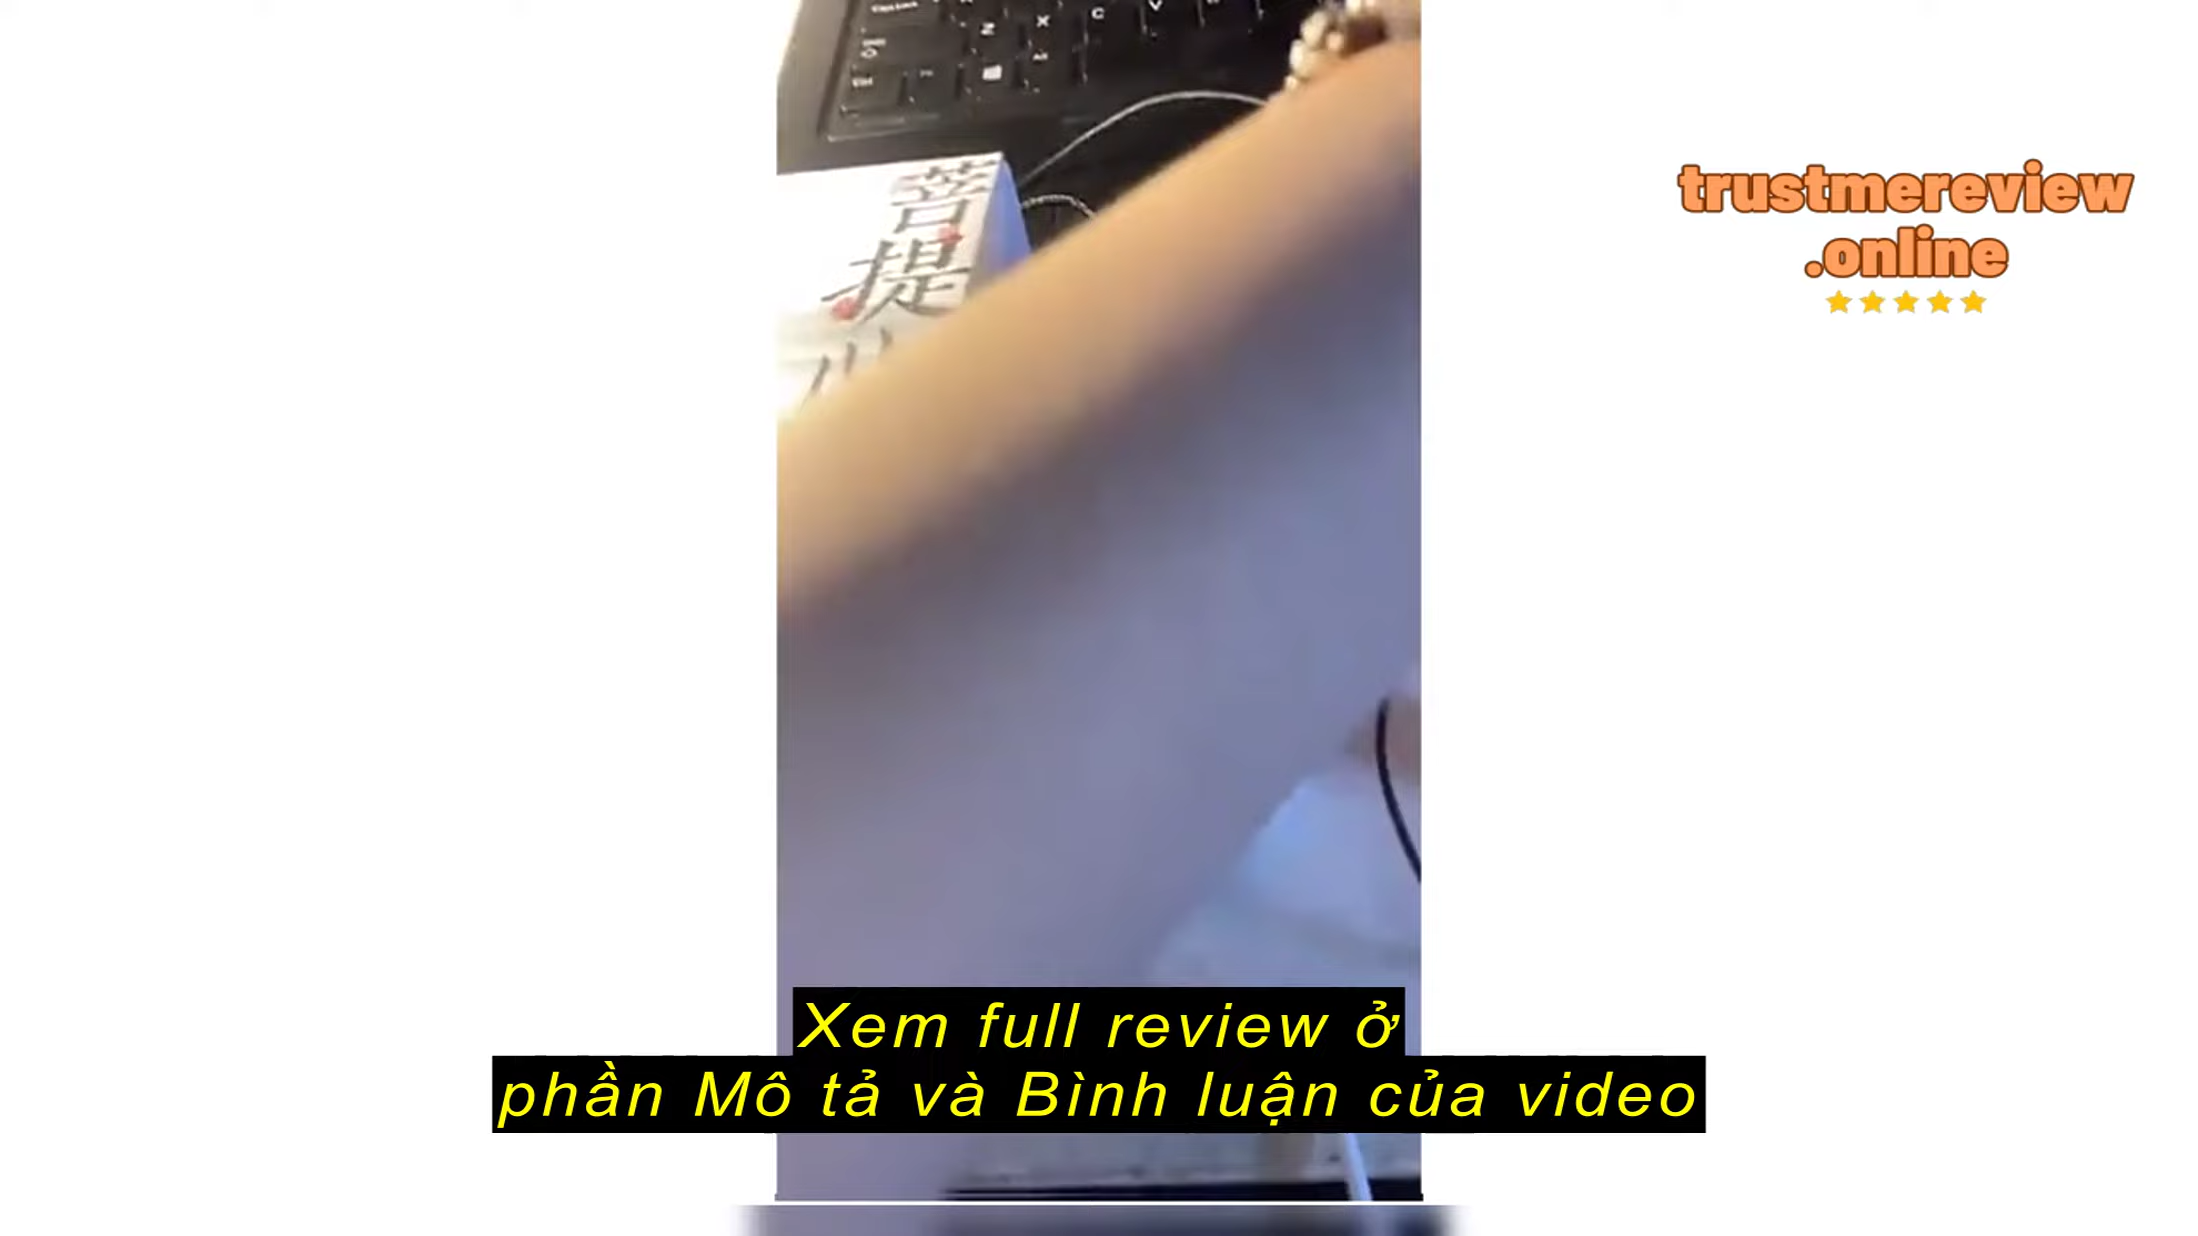 Z X C V
菩
提
trustmereview
.online
Xem full review ở
phần Mô tả và Bình luận của video